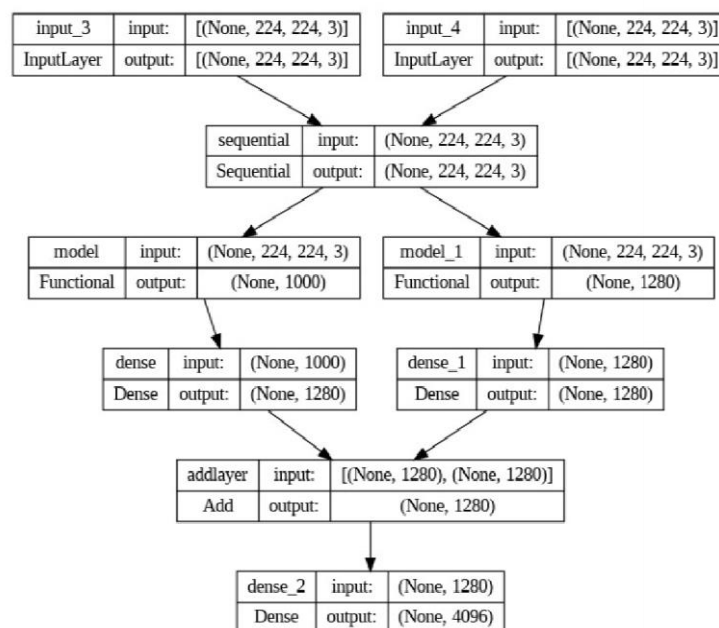 input_3 input: [(None, 224, 224, 3)]
InputLayer output: [(None, 224, 224, 3)]
input_4 input: [(None, 224, 224, 3)]
InputLayer output: [(None, 224, 224, 3)]
sequential input: (None, 224, 224, 3)
Sequential output: (None, 224, 224, 3)
model input: (None, 224, 224, 3)
Functional output: (None, 1000)
model_1 input: (None, 224, 224, 3)
Functional output: (None, 1280)
dense input: (None, 1000)
Dense output: (None, 1280)
dense_1 input: (None, 1280)
Dense output: (None, 1280)
addlayer input: [(None, 1280), (None, 1280)]
Add output: (None, 1280)
dense_2 input: (None, 1280)
Dense output: (None, 4096)